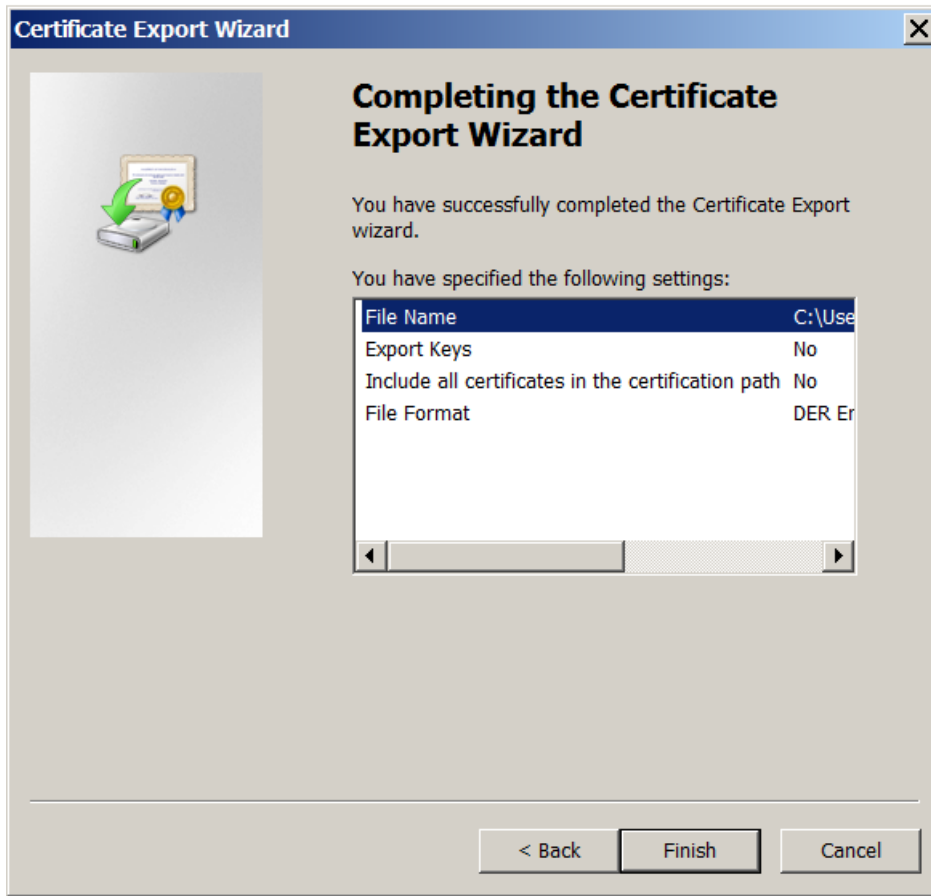 Certificate Export Wizard
Completing the Certificate
Export Wizard
You have successfully completed the Certificate Export
wizard.
You have specified the following settings:
File Name C:\Use
Export Keys No
Include all certificates in the certification path No
File Format DER Er
< Back Finish Cancel